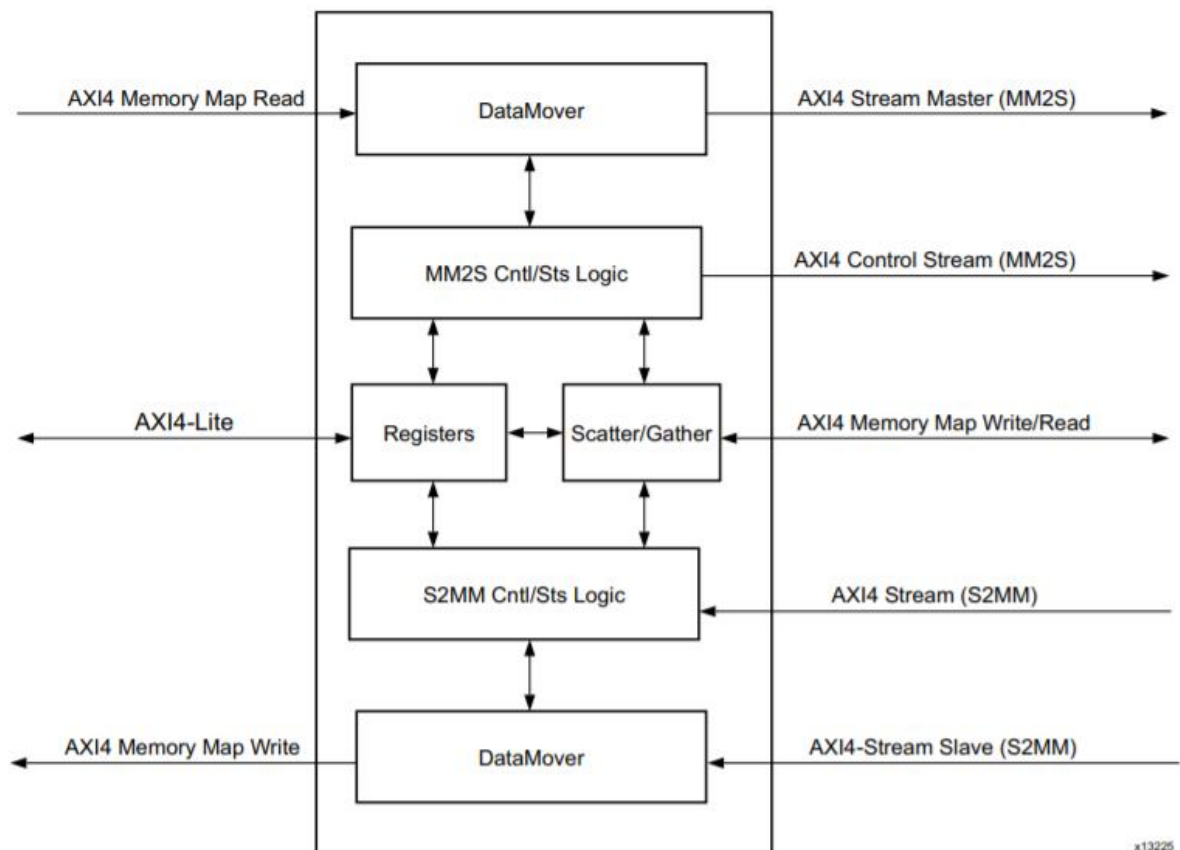 AXI4 Memory Map Read
DataMover
AXI4 Stream Master (MM2S)
MM2S Cntl/Sts Logic
AXI4 Control Stream (MM2S)
AXI4-Lite
Registers
Scatter/Gather
AXI4 Memory Map Write/Read
S2MM Cntl/Sts Logic
AXI4 Stream (S2MM)
AXI4 Memory Map Write
DataMover
AXI4-Stream Slave (S2MM)
x13225